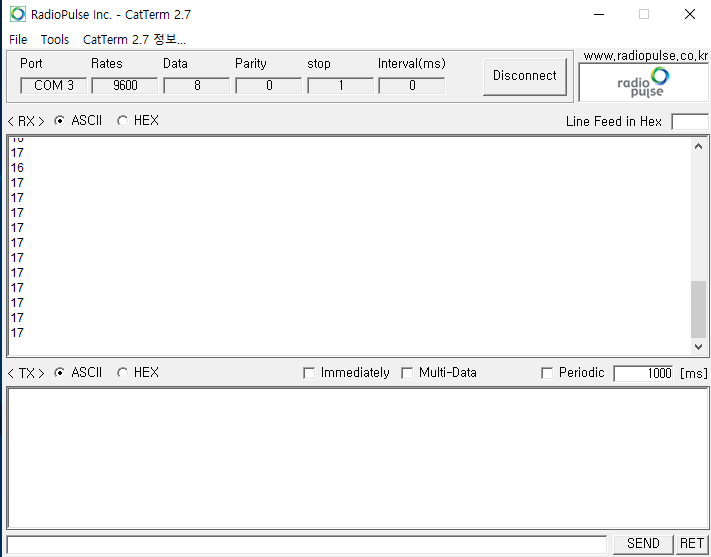 RadioPulse Inc. - CatTerm 2.7
File Tools CatTerm 2.7 정보...
Port Rates Data Parity stop Interval(ms)
COM 3 9600 8 0 1 0
Disconnect
www.radiopulse.co.kr
radio
pulse
< RX > ASCII HEX Line Feed in Hex
17
16
17
17
17
17
17
17
17
17
17
17
17
< TX > ASCII HEX Immediately Multi-Data Periodic 1000 [ms]
SEND RET